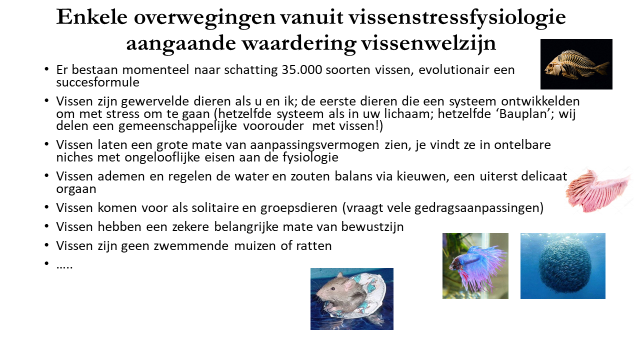 Enkele overwegingen vanuit vissenstressfysiologie
aangaande waardering vissenwelzijn
• Er bestaan momenteel naar schatting 35.000 soorten vissen, evolutionair een
succesformule
• Vissen zijn gewervelde dieren als u en ik; de eerste dieren die een systeem ontwikkelden
om met stress om te gaan (hetzelfde systeem als in uw lichaam; hetzelfde ‘Bauplan’; wij
delen een gemeenschappelijke voorouder met vissen!)
• Vissen laten een grote mate van aanpassingsvermogen zien, je vindt ze in ontelbare
niches met ongelooflijke eisen aan de fysiologie
• Vissen ademen en regelen de water en zouten balans via kieuwen, een uiterst delicaat
orgaan
• Vissen komen voor als solitaire en groepsdieren (vraagt vele gedragsaanpassingen)
• Vissen hebben een zekere belangrijke mate van bewustzijn
• Vissen zijn geen zwemmende muizen of ratten
• …..